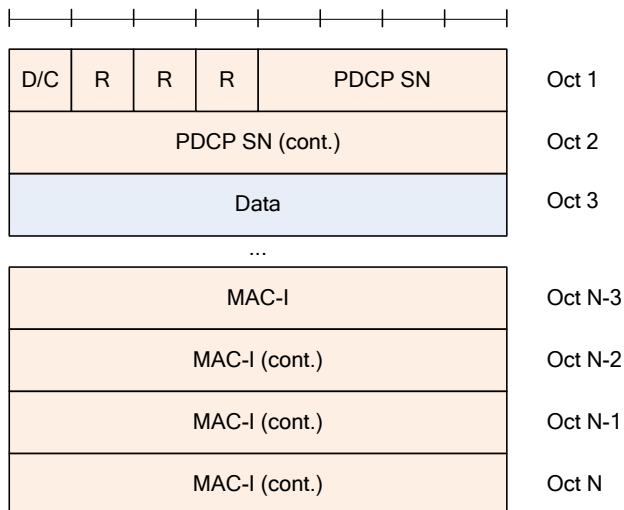 D/C R R R PDCP SN Oct 1
PDCP SN (cont.) Oct 2
Data Oct 3
...
MAC-I Oct N-3
MAC-I (cont.) Oct N-2
MAC-I (cont.) Oct N-1
MAC-I (cont.) Oct N